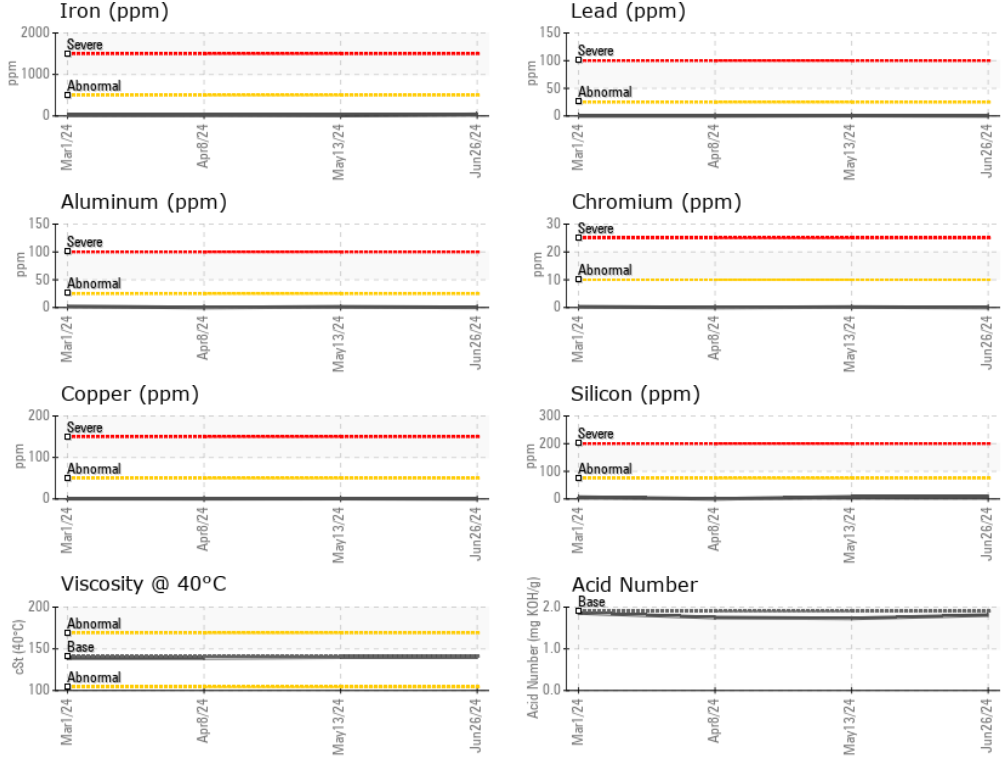 Iron (ppm)
2000
1000
0
ppm
Severe
Abnormal
Mar1/24
Apr8/24
May13/24
Jun26/24
Lead (ppm)
150
100
50
0
ppm
Severe
Abnormal
Mar1/24
Apr8/24
May13/24
Jun26/24
Aluminum (ppm)
150
100
50
0
ppm
Severe
Abnormal
Mar1/24
Apr8/24
May13/24
Jun26/24
Chromium (ppm)
30
20
10
0
ppm
Severe
Abnormal
Mar1/24
Apr8/24
May13/24
Jun26/24
Copper (ppm)
200
100
0
ppm
Severe
Abnormal
Mar1/24
Apr8/24
May13/24
Jun26/24
Silicon (ppm)
300
200
100
0
ppm
Severe
Abnormal
Mar1/24
Apr8/24
May13/24
Jun26/24
Viscosity @ 40°C
200
150
100
cSt (40°C)
Abnormal
Base
Abnormal
Mar1/24
Apr8/24
May13/24
Jun26/24
Acid Number
2.0
1.0
0.0
Acid Number (mg KOH/g)
Base
Mar1/24
Apr8/24
May13/24
Jun26/24